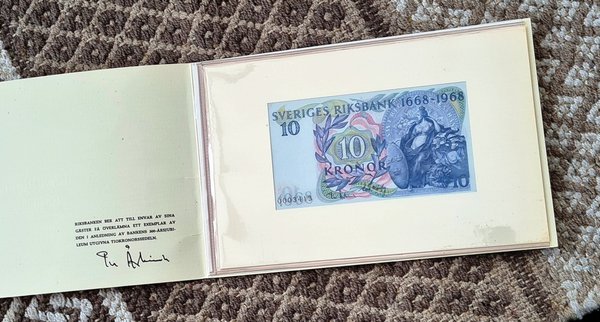 RIKSBANKEN BER ATT TILL ENVAR AV SINA
GÄSTER FÅ ÖVERLÄMNA ETT EXEMPLAR AV
DEN I ANLEDNING AV BANKENS 300-ÅRSJUBI-
LEUM UTGIVNA TIOKRONORSSEDELN.
SVERIGES RIKSBANK 1668-1968
10
10
KRONOR
10